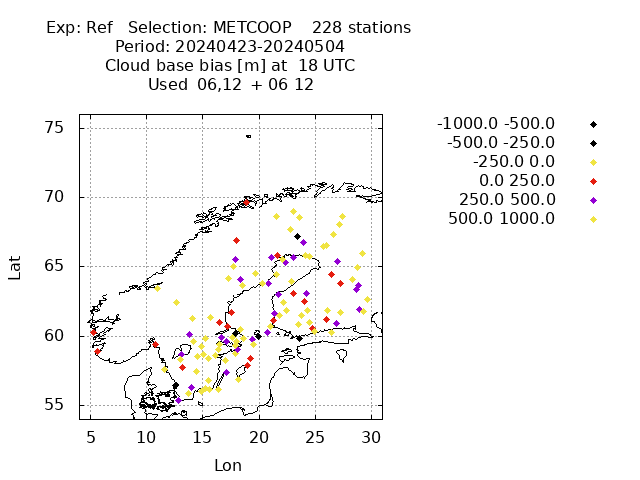 Exp: Ref   Selection: METCOOP    228 stations
Period: 20240423-20240504
Cloud base bias [m] at  18 UTC
Used  06,12  + 06 12
-1000.0 -500.0
-500.0 -250.0
-250.0 0.0
0.0 250.0
250.0 500.0
500.0 1000.0
75
70
65
60
55
Lat
5 10 15 20 25 30
Lon